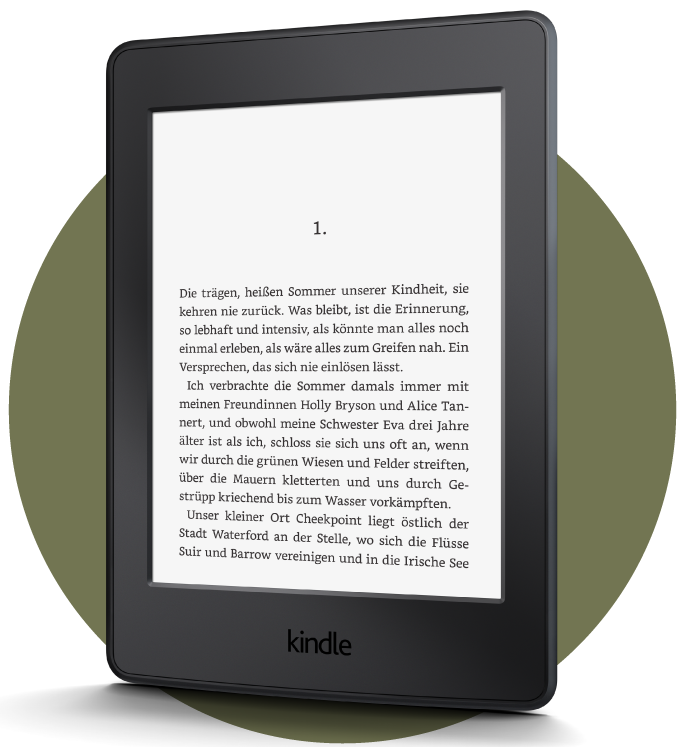 1.
Die trägen, heißen Sommer unserer Kindheit, sie
kehren nie zurück. Was bleibt, ist die Erinnerung,
so lebhaft und intensiv, als könnte man alles noch
einmal erleben, als wäre alles zum Greifen nah. Ein
Versprechen, das sich nie einlösen lässt.
Ich verbrachte die Sommer damals immer mit
meinen Freundinnen Holly Bryson und Alice Tan-
nert, und obwohl meine Schwester Eva drei Jahre
älter ist als ich, schloss sie sich uns oft an, wenn
wir durch die grünen Wiesen und Felder streiften,
über die Mauern kletterten und uns durch Ge-
strüpp kriechend bis zum Wasser vorkämpften.
Unser kleiner Ort Cheekpoint liegt östlich der
Stadt Waterford an der Stelle, wo sich die Flüsse
Suir und Barrow vereinigen und in die Irische See
kindle